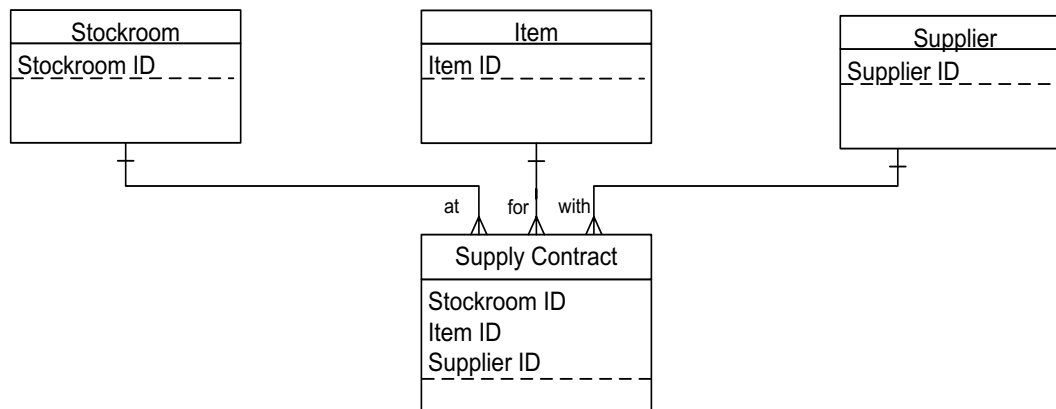 Stockroom
Stockroom ID
Item
Item ID
Supplier
Supplier ID
at
for
with
Supply Contract
Stockroom ID
Item ID
Supplier ID